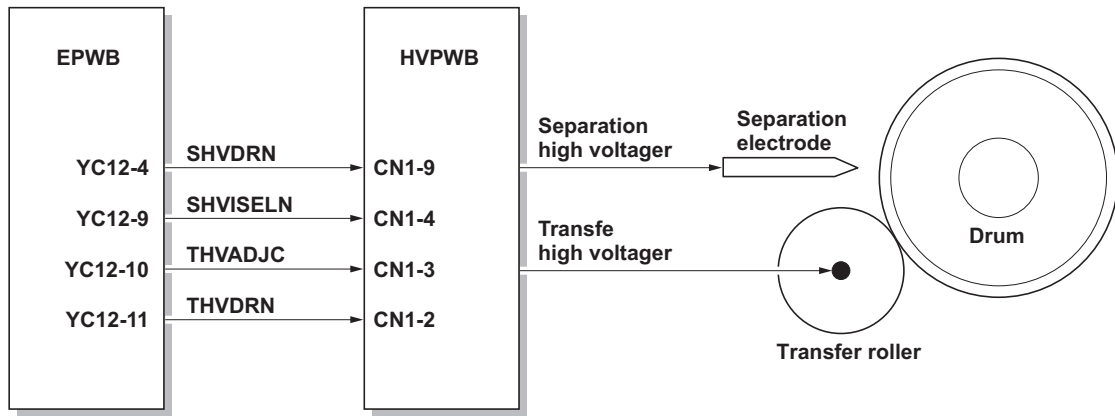 EPWB
HVPWB
YC12-4
SHVDRN
CN1-9
YC12-9
SHVISELN
CN1-4
YC12-10
THVADJC
CN1-3
YC12-11
THVDRN
CN1-2
Separation
high voltager
Separation
electrode
Transfe
high voltager
Drum
Transfer roller